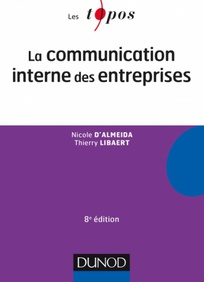 Les topos
La communication
interne des entreprises
Nicole D'ALMEIDA
Thierry LIBAERT
8e édition
DUNOD